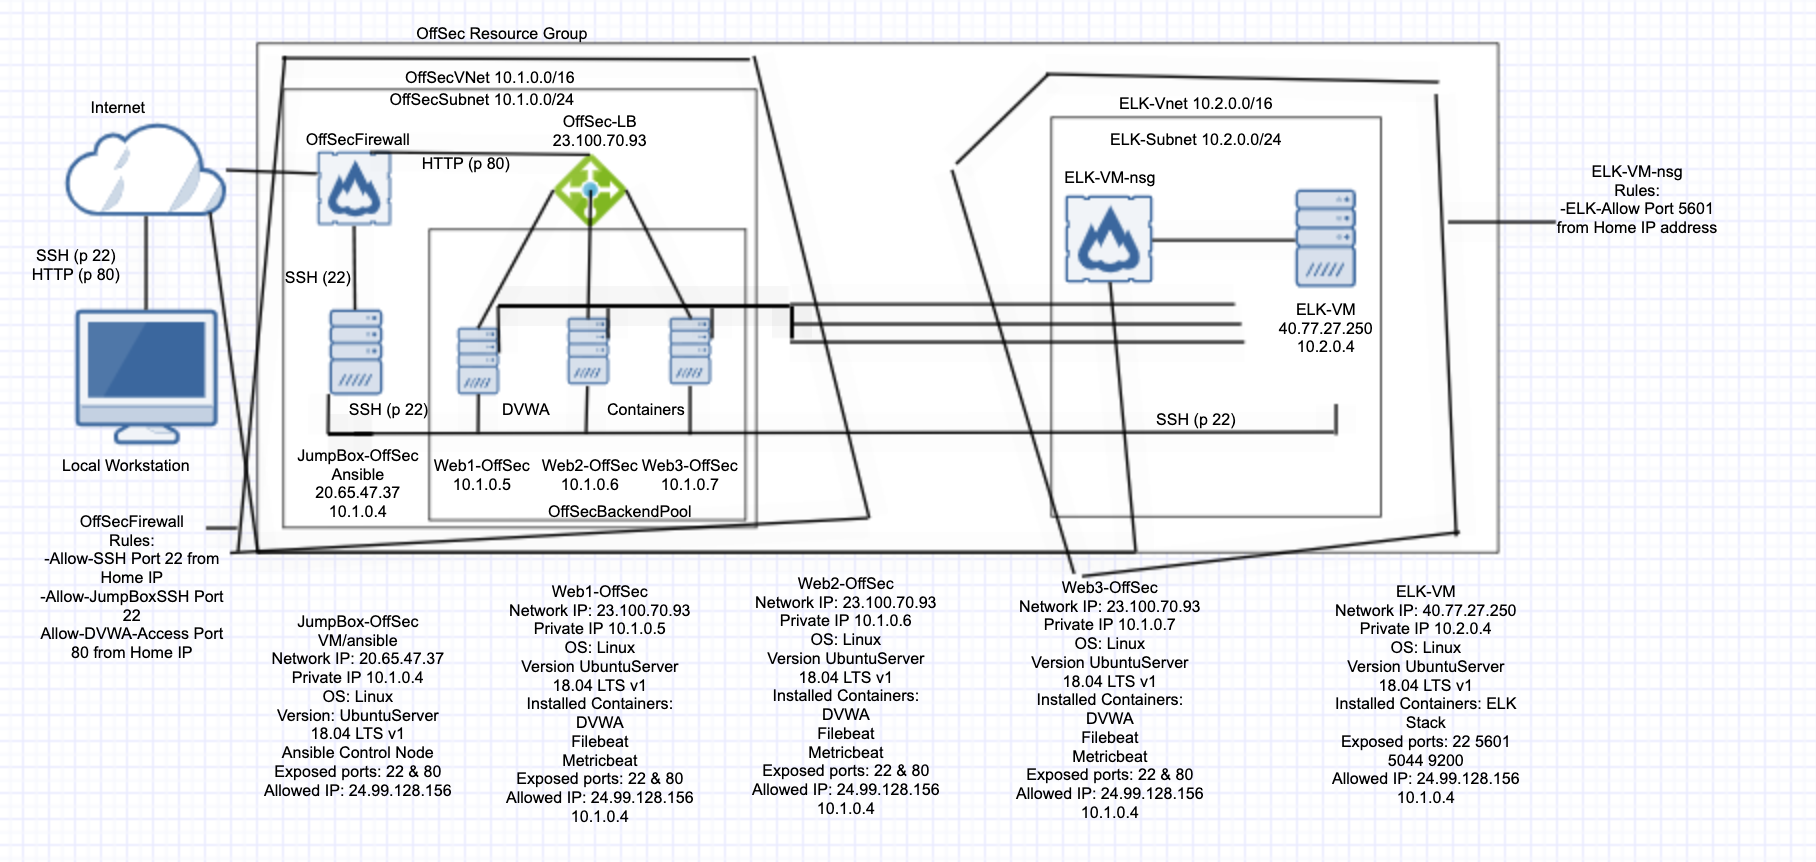 OffSec Resource Group
OffSecVNet 10.1.0.0/16
OffSecSubnet 10.1.0.0/24
Internet
OffSecFirewall
OffSec-LB
23.100.70.93
HTTP (p 80)
SSH (p 22)
HTTP (p 80)
SSH (22)
Local Workstation
SSH (p 22)
DVWA
Containers
JumpBox-OffSec
Ansible
20.65.47.37
10.1.0.4
Web1-OffSec
10.1.0.5
Web2-OffSec
10.1.0.6
Web3-OffSec
10.1.0.7
OffSecBackendPool
ELK-Vnet 10.2.0.0/16
ELK-Subnet 10.2.0.0/24
ELK-VM-nsg
ELK-VM
40.77.27.250
10.2.0.4
SSH (p 22)
ELK-VM-nsg
Rules:
-ELK-Allow Port 5601
from Home IP address
OffSecFirewall
Rules:
-Allow-SSH Port 22 from
Home IP
-Allow-JumpBoxSSH Port
22
Allow-DVWA-Access Port
80 from Home IP
JumpBox-OffSec
VM/ansible
Network IP: 20.65.47.37
Private IP 10.1.0.4
OS: Linux
Version: UbuntuServer
18.04 LTS v1
Ansible Control Node
Exposed ports: 22 & 80
Allowed IP: 24.99.128.156
Web1-OffSec
Network IP: 23.100.70.93
Private IP 10.1.0.5
OS: Linux
Version UbuntuServer
18.04 LTS v1
Installed Containers:
DVWA
Filebeat
Metricbeat
Exposed ports: 22 & 80
Allowed IP: 24.99.128.156
10.1.0.4
Web2-OffSec
Network IP: 23.100.70.93
Private IP 10.1.0.6
OS: Linux
Version UbuntuServer
18.04 LTS v1
Installed Containers:
DVWA
Filebeat
Metricbeat
Exposed ports: 22 & 80
Allowed IP: 24.99.128.156
10.1.0.4
Web3-OffSec
Network IP: 23.100.70.93
Private IP 10.1.0.7
OS: Linux
Version UbuntuServer
18.04 LTS v1
Installed Containers:
DVWA
Filebeat
Metricbeat
Exposed ports: 22 & 80
Allowed IP: 24.99.128.156
10.1.0.4
ELK-VM
Network IP: 40.77.27.250
Private IP 10.2.0.4
OS: Linux
Version UbuntuServer
18.04 LTS v1
Installed Containers: ELK
Stack
Exposed ports: 22 5601
5044 9200
Allowed IP: 24.99.128.156
10.1.0.4